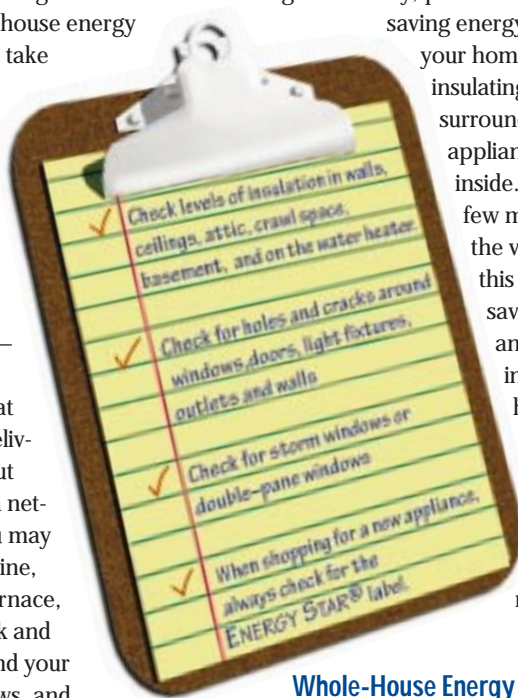 house energy
take
at
eliv-
ut
net-
may
ine,
rnace,
k and
nd your
ws, and
Check levels of insulation in walls,
ceilings, attic, crawl space,
basement, and on the water heater.
Check for holes and cracks around
windows, doors, light fixtures,
outlets and walls
Check for storm windows or
double-pane windows
When shopping for a new appliance,
always check for the
ENERGY STAR® label.
saving energy
your hom
insulating
surroun
applian
inside.
few m
the v
this
sav
an
in
Whole-House Energy